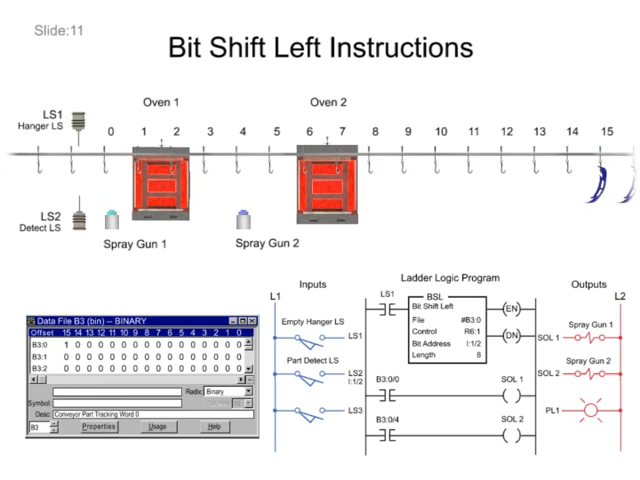 Slide:11
Bit Shift Left Instructions
Oven 1
Oven 2
LS1
Hanger LS
0 1 2 3 4 5 6 7 8 9 10 11 12 13 14 15
LS2
Detect LS
Spray Gun 1
Spray Gun 2
Inputs
Ladder Logic Program
Outputs
L1
L2
LS1
BSL
Bit Shift Left
File #B3:0
Control R6:1
Bit Address I:1/2
Length 8
EN
DN
Empty Hanger LS
LS1
Part Detect LS
LS2
I:1/2
LS3
B3:0/0
SOL 1
B3:0/4
SOL 2
Spray Gun 1
SOL 1
Spray Gun 2
SOL 2
PL1
Data File B3 (bin) -- BINARY
Offset 15 14 13 12 11 10 9 8 7 6 5 4 3 2 1 0
B3:0 1 0 0 0 0 0 0 0 0 0 0 0 0 0 0 0
B3:1 0 0 0 0 0 0 0 0 0 0 0 0 0 0 0 0
B3:2 0 0 0 0 0 0 0 0 0 0 0 0 0 0 0 0
Radix: Binary
Symbol:
Desc: Conveyor Part Tracking Word 0
B3 Properties Usage Help